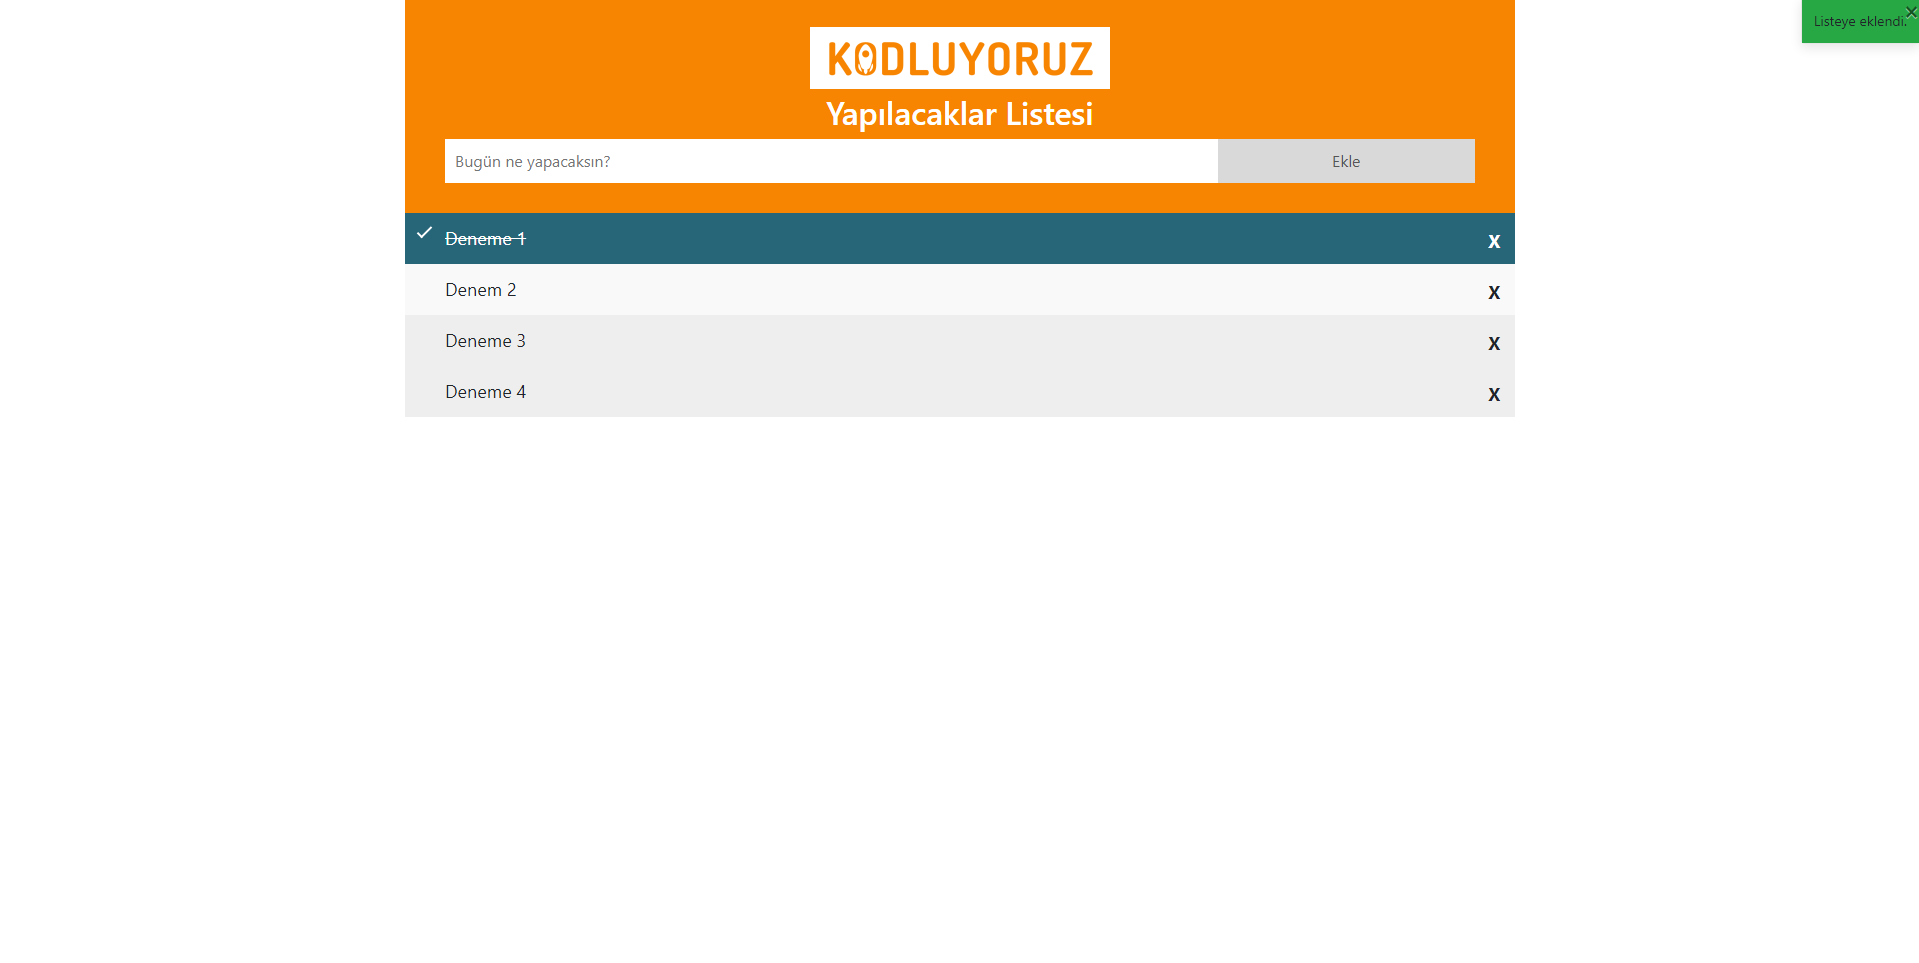 KODLUYORUZ
Yapılacaklar Listesi
Bugün ne yapacaksın?
Ekle
Deneme 1
X
Denem 2
X
Deneme 3
X
Deneme 4
X
Listeye eklendi.
×